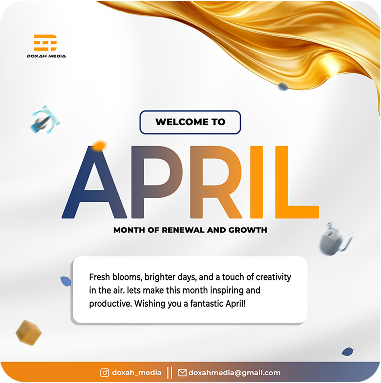 DOXAH MEDIA
WELCOME TO
APRIL
MONTH OF RENEWAL AND GROWTH
Fresh blooms, brighter days, and a touch of creativity
in the air. lets make this month inspiring and
productive. Wishing you a fantastic April!
doxah_media || doxahmedia@gmail.com